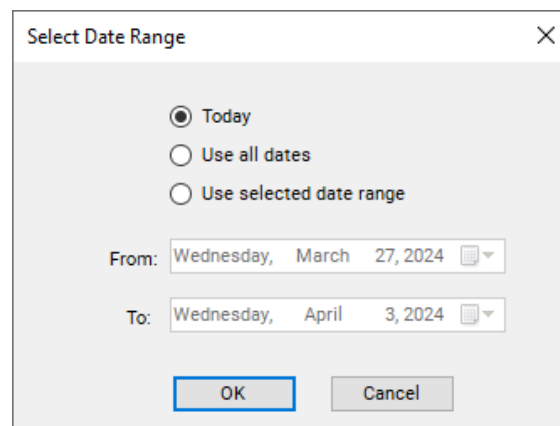 Select Date Range
Today
Use all dates
Use selected date range
From: Wednesday, March 27, 2024
To: Wednesday, April 3, 2024
OK Cancel